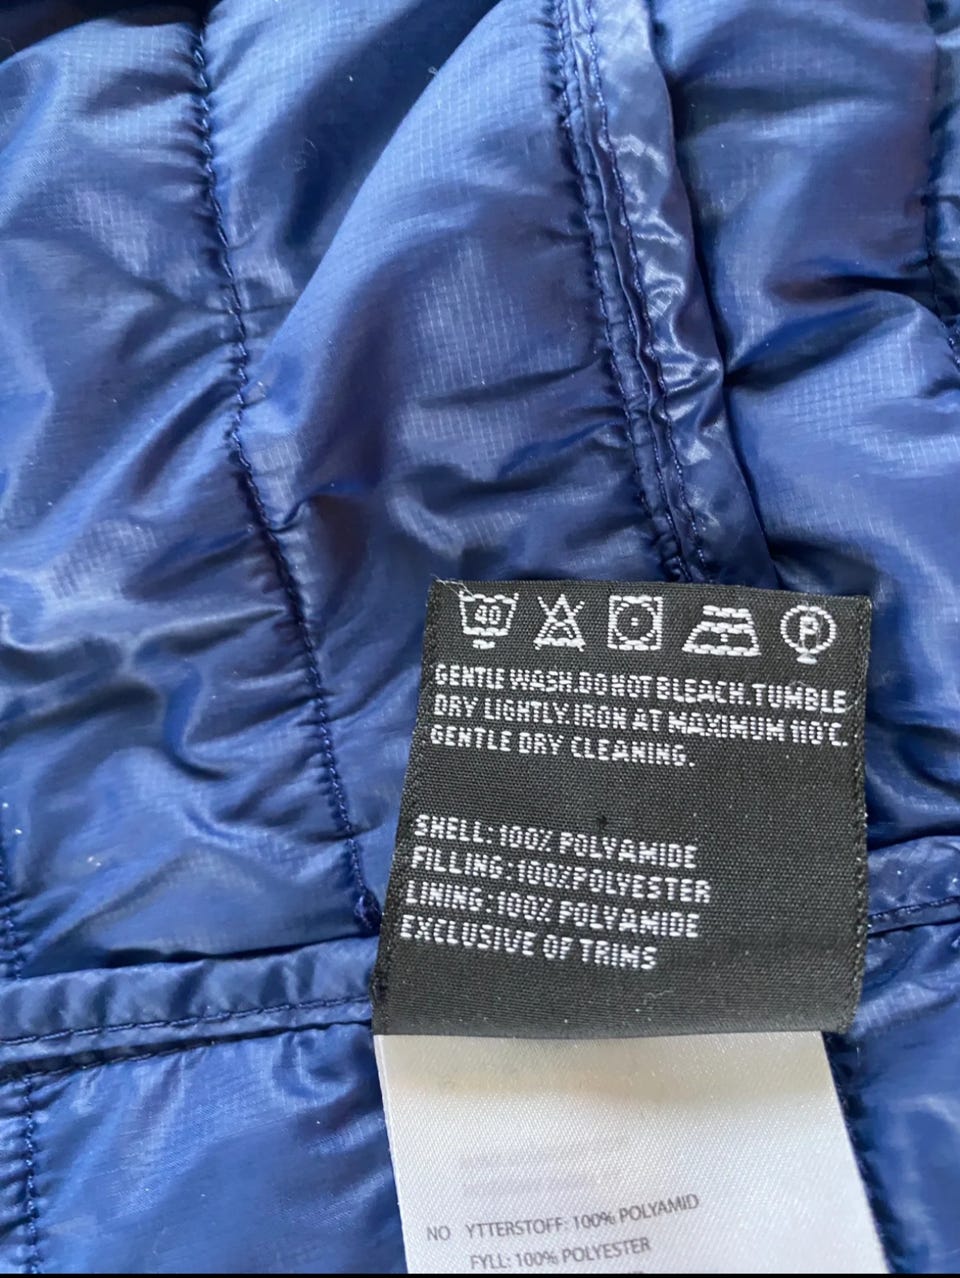 40 P
GENTLE WASH.DO NOT BLEACH.TUMBLE
DRY LIGHTLY.IRON AT MAXIMUM 110°C.
GENTLE DRY CLEANING.
SHELL: 100% POLYAMIDE
FILLING: 100%POLYESTER
LINING: 100% POLYAMIDE
EXCLUSIVE OF TRIMS
NO YTTERSTOFF: 100% POLYAMID
FYLL: 100% POLYESTER